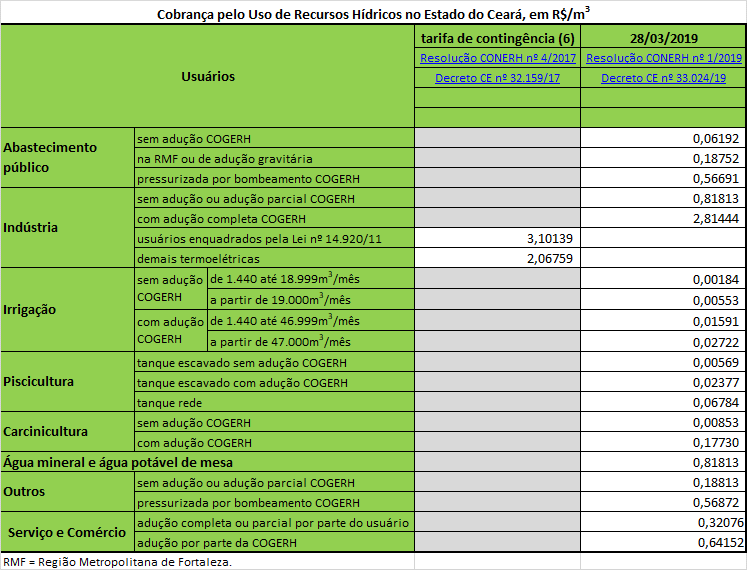 Cobrança pelo Uso de Recursos Hídricos no Estado do Ceará, em R$/m³
Usuários tarifa de contingência (6) 28/03/2019
Resolução CONERH nº 4/2017 Resolução CONERH nº 1/2019
Decreto CE nº 32.159/17 Decreto CE nº 33.024/19
Abastecimento público
sem adução COGERH 0,06192
na RMF ou de adução gravitária 0,18752
pressurizada por bombeamento COGERH 0,56691
Indústria
sem adução ou adução parcial COGERH 0,81813
com adução completa COGERH 2,81444
usuários enquadrados pela Lei nº 14.920/11 3,10139
demais termoelétricas 2,06759
Irrigação
sem adução COGERH
de 1.440 até 18.999m³/mês 0,00184
a partir de 19.000m³/mês 0,00553
com adução COGERH
de 1.440 até 46.999m³/mês 0,01591
a partir de 47.000m³/mês 0,02722
Piscicultura
tanque escavado sem adução COGERH 0,00569
tanque escavado com adução COGERH 0,02377
tanque rede 0,06784
Carcinicultura
sem adução COGERH 0,00853
com adução COGERH 0,17730
Água mineral e água potável de mesa 0,81813
Outros
sem adução ou adução parcial COGERH 0,18813
pressurizada por bombeamento COGERH 0,56872
Serviço e Comércio
adução completa ou parcial por parte do usuário 0,32076
adução por parte da COGERH 0,64152
RMF = Região Metropolitana de Fortaleza.